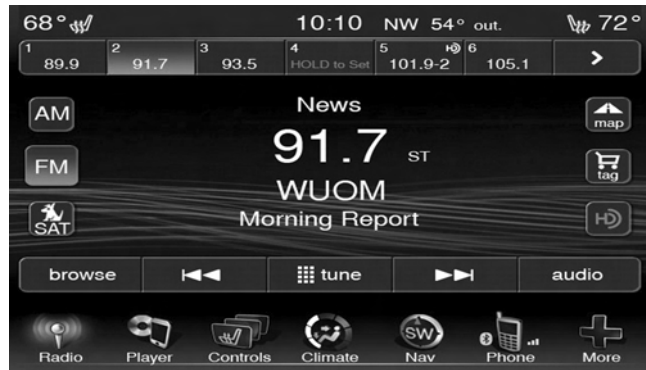 68° 10:10 NW 54° out. 72°
1 2 3 4 5 HD 6
89.9 91.7 93.5 HOLD to Set 101.9-2 105.1 >
AM News map
91.7 ST
FM tag
WUOM
SAT Morning Report HD
browse tune audio
SW
Radio Player Controls Climate Nav Phone More